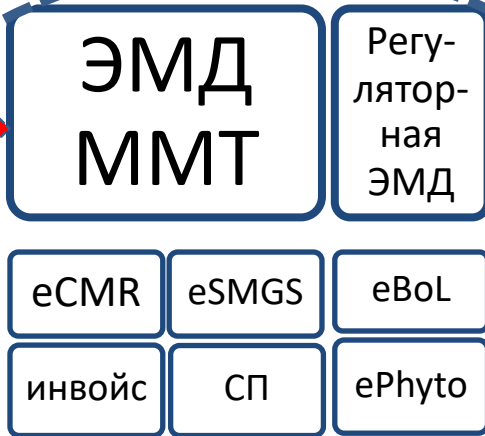 ЭМД
ММТ
Регу-
лятор-
ная
ЭМД
eCMR
eSMGS
eBoL
инвойс
СП
ePhyto